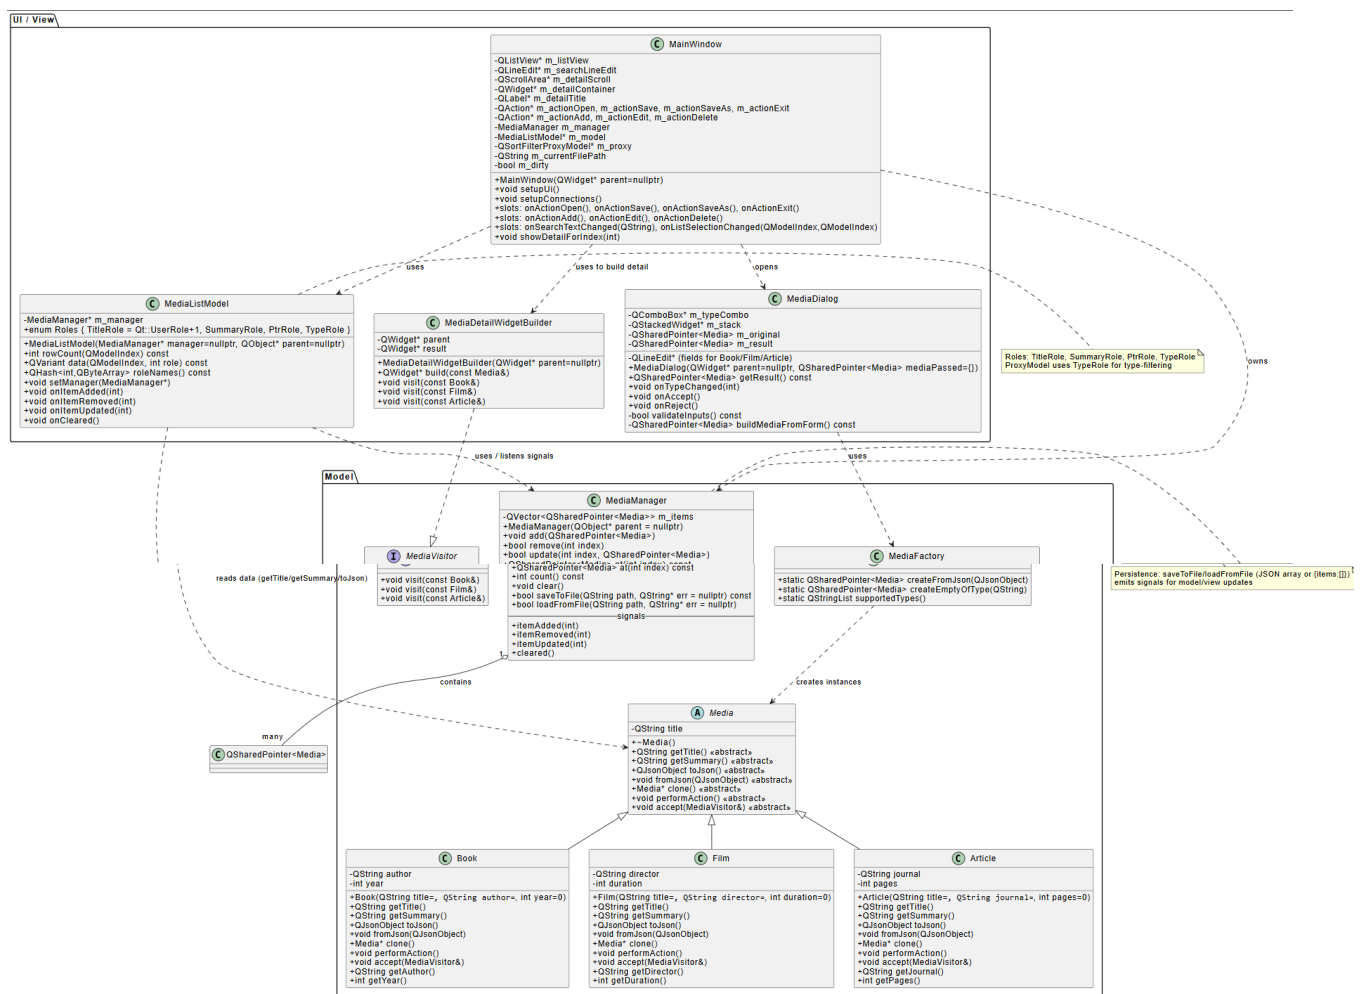 UI / View
C MainWindow
-QListView* m_listView
-QLineEdit* m_searchLineEdit
-QScrollArea* m_detailScroll
-QWidget* m_detailContainer
-QLabel* m_detailTitle
-QAction* m_actionOpen, m_actionSave, m_actionSaveAs, m_actionExit
-QAction* m_actionAdd, m_actionEdit, m_actionDelete
-MediaManager m_manager
-MediaListModel* m_model
-QSortFilterProxyModel* m_proxy
-QString m_currentFilePath
-bool m_dirty
+MainWindow(QWidget* parent=nullptr)
+void setupUi()
+void setupConnections()
+slots: onActionOpen(), onActionSave(), onActionSaveAs(), onActionExit()
+slots: onActionAdd(), onActionEdit(), onActionDelete()
+slots: onSearchTextChanged(QString), onListSelectionChanged(QModelIndex,QModelIndex)
+void showDetailForIndex(int)
uses
uses to build detail
opens
owns
C MediaListModel
-MediaManager* m_manager
+enum Roles { TitleRole = Qt::UserRole+1, SummaryRole, PtrRole, TypeRole }
+MediaListModel(MediaManager* manager=nullptr, QObject* parent=nullptr)
+int rowCount(QModelIndex) const
+QVariant data(QModelIndex, int role) const
+QHash<int,QByteArray> roleNames() const
+void setManager(MediaManager*)
+void onItemAdded(int)
+void onItemRemoved(int)
+void onItemUpdated(int)
+void onCleared()
C MediaDetailWidgetBuilder
-QWidget* parent
-QWidget* result
+MediaDetailWidgetBuilder(QWidget* parent=nullptr)
+QWidget* build(const Media&)
+void visit(const Book&)
+void visit(const Film&)
+void visit(const Article&)
C MediaDialog
-QComboBox* m_typeCombo
-QStackedWidget* m_stack
-QSharedPointer<Media> m_original
-QSharedPointer<Media> m_result
-QLineEdit* (fields for Book/Film/Article)
+MediaDialog(QWidget* parent=nullptr, QSharedPointer<Media> mediaPassed={})
+QSharedPointer<Media> getResult() const
+void onTypeChanged(int)
+void onAccept()
+void onReject()
-bool validateInputs() const
-QSharedPointer<Media> buildMediaFromForm() const
Roles: TitleRole, SummaryRole, PtrRole, TypeRole
ProxyModel uses TypeRole for type-filtering
uses / listens signals
uses
Model
C MediaManager
-QVector<QSharedPointer<Media>> m_items
+MediaManager(QObject* parent = nullptr)
+void add(QSharedPointer<Media>)
+bool remove(int index)
+bool update(int index, QSharedPointer<Media>)
+QSharedPointer<Media> at(int index) const
+QSharedPointer<Media> at(int index) const
+int count() const
+void clear()
+bool saveToFile(QString path, QString* err = nullptr) const
+bool loadFromFile(QString path, QString* err = nullptr)
signals
+itemAdded(int)
+itemRemoved(int)
+itemUpdated(int)
+cleared()
I MediaVisitor
+void visit(const Book&)
+void visit(const Film&)
+void visit(const Article&)
C MediaFactory
+static QSharedPointer<Media> createFromJson(QJsonObject)
+static QSharedPointer<Media> createEmptyOfType(QString)
+static QStringList supportedTypes()
reads data (getTitle/getSummary/toJson)
Persistence: saveToFile/loadFromFile (JSON array or {items:[]})
emits signals for model/view updates
1
contains
many
creates instances
C QSharedPointer<Media>
A Media
-QString title
+~Media()
+QString getTitle() «abstract»
+QString getSummary() «abstract»
+QJsonObject toJson() «abstract»
+void fromJson(QJsonObject) «abstract»
+Media* clone() «abstract»
+void performAction() «abstract»
+void accept(MediaVisitor&) «abstract»
C Book
-QString author
-int year
+Book(QString title=, QString author=, int year=0)
+QString getTitle()
+QString getSummary()
+QJsonObject toJson()
+void fromJson(QJsonObject)
+Media* clone()
+void performAction()
+void accept(MediaVisitor&)
+QString getAuthor()
+int getYear()
C Film
-QString director
-int duration
+Film(QString title=, QString director=, int duration=0)
+QString getTitle()
+QString getSummary()
+QJsonObject toJson()
+void fromJson(QJsonObject)
+Media* clone()
+void performAction()
+void accept(MediaVisitor&)
+QString getDirector()
+int getDuration()
C Article
-QString journal
-int pages
+Article(QString title=, QString journal=, int pages=0)
+QString getTitle()
+QString getSummary()
+QJsonObject toJson()
+void fromJson(QJsonObject)
+Media* clone()
+void performAction()
+void accept(MediaVisitor&)
+QString getJournal()
+int getPages()